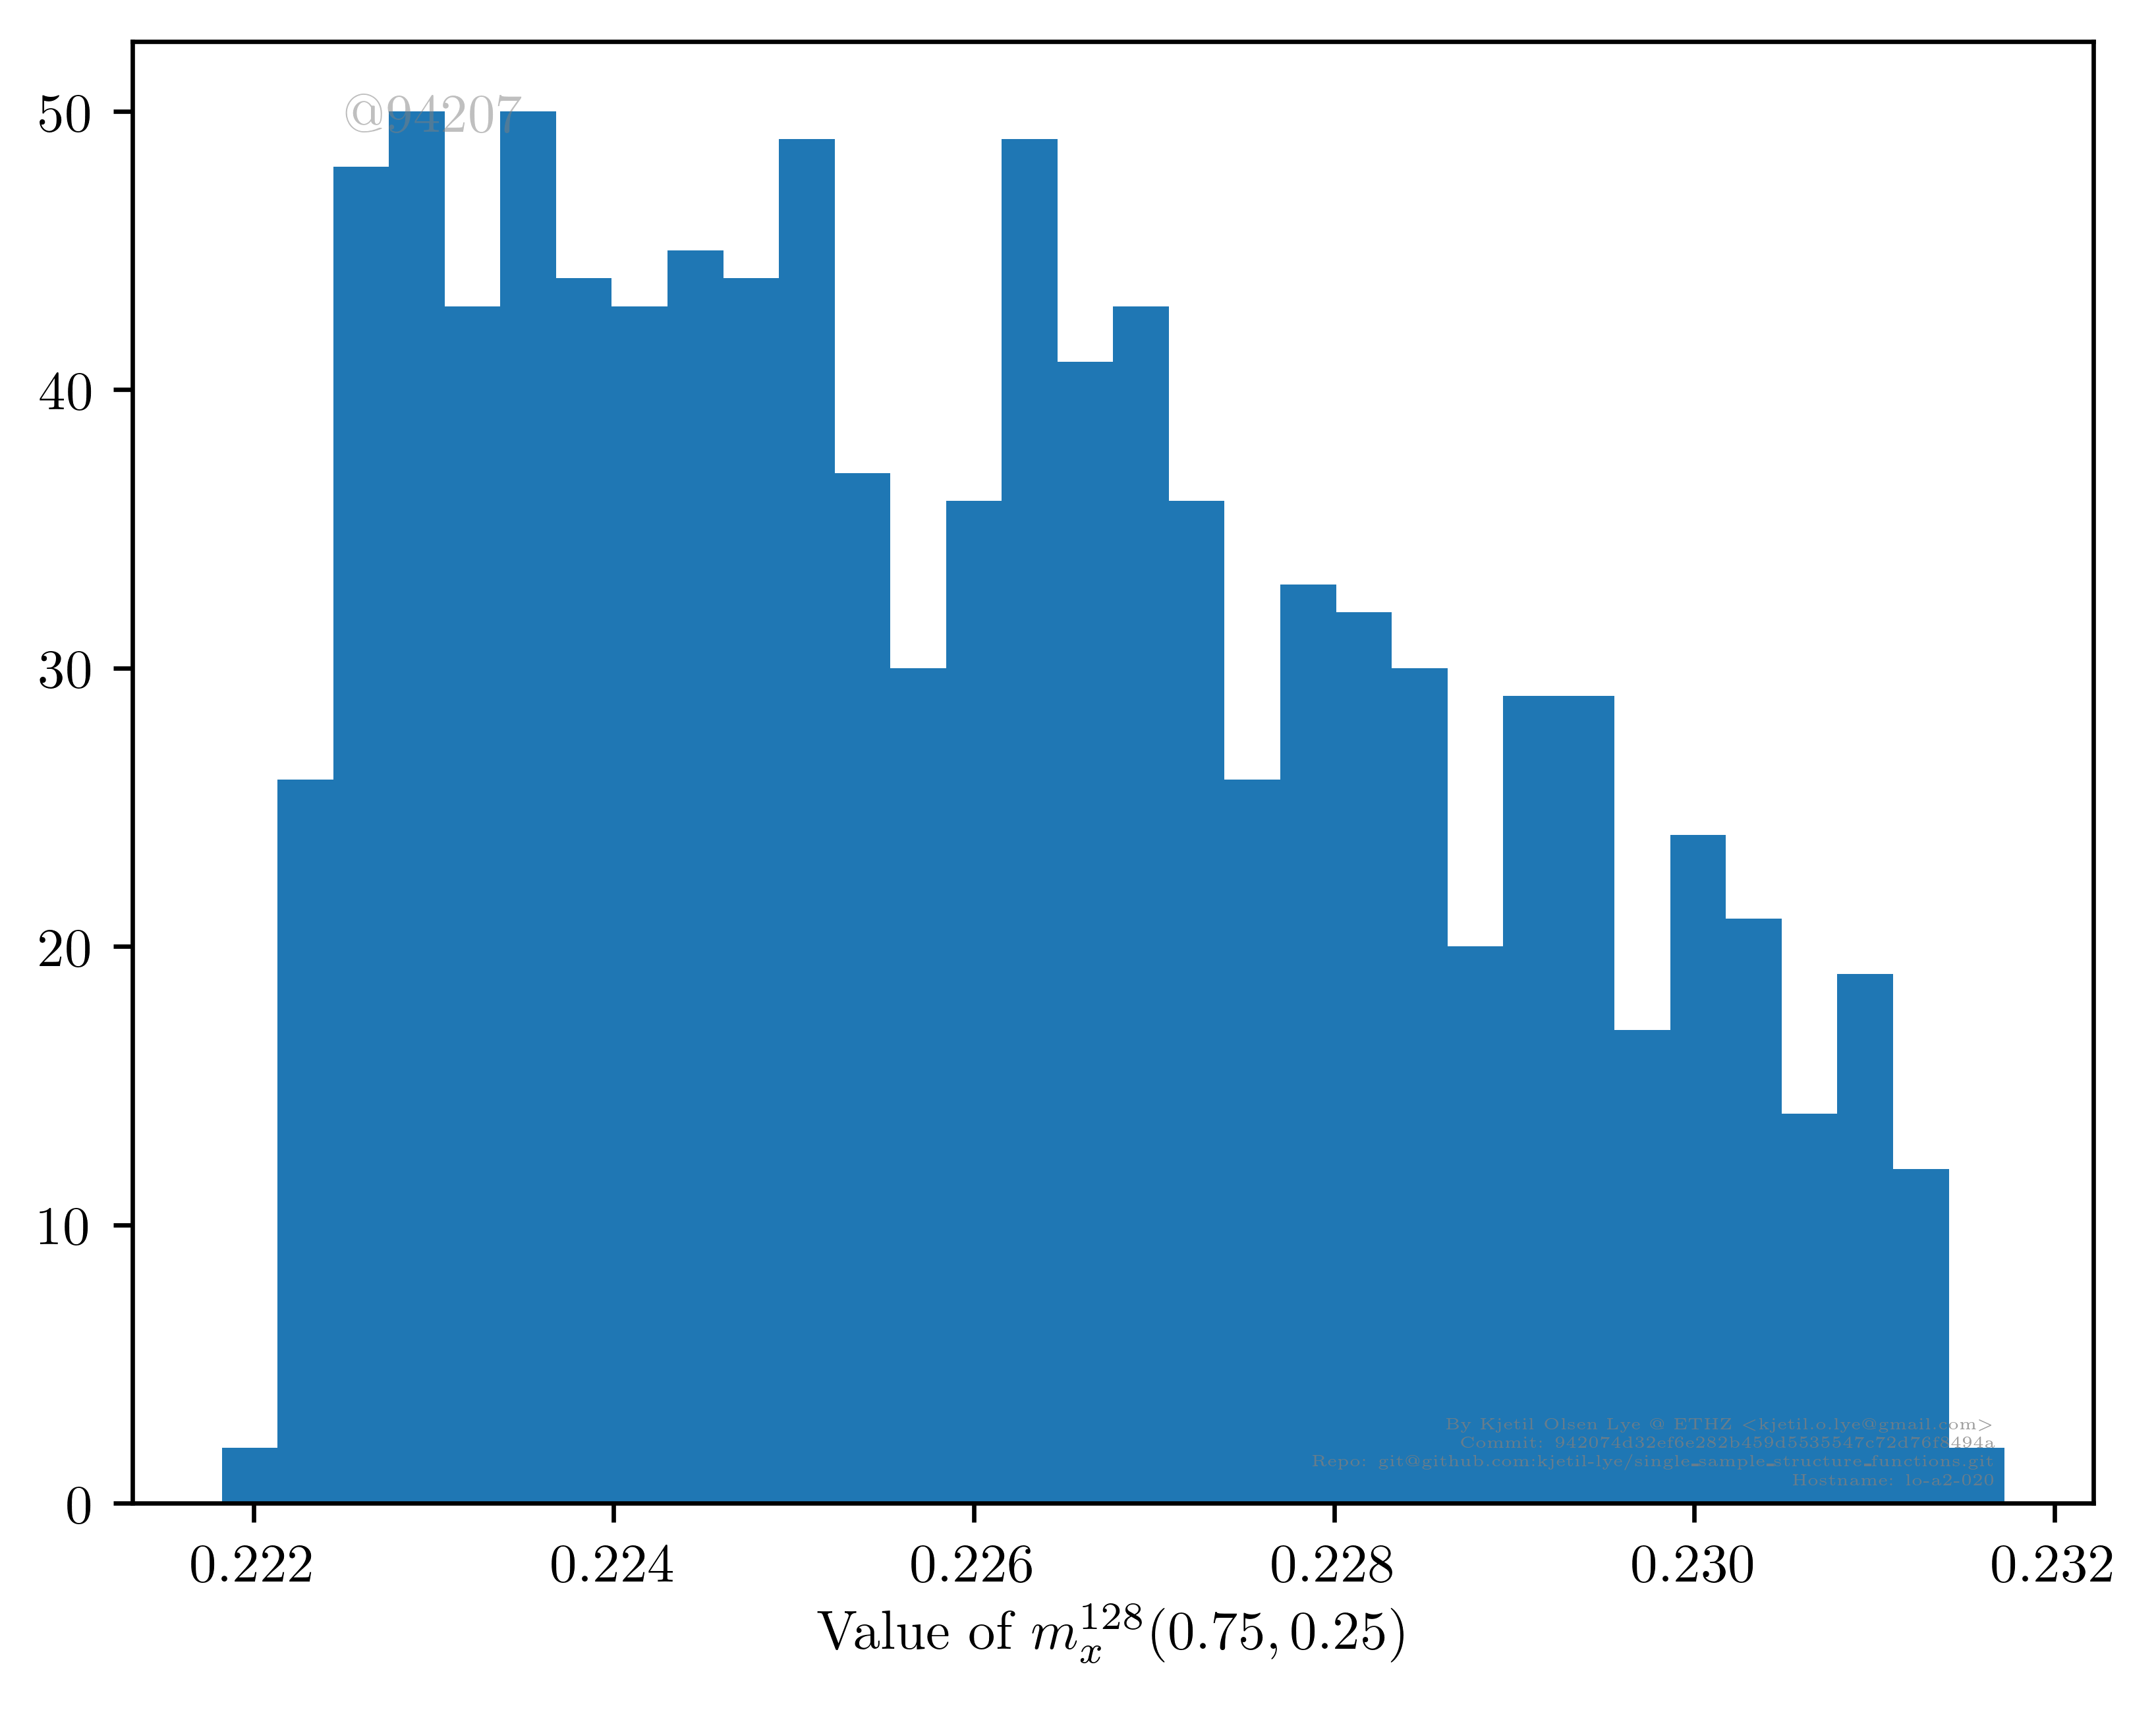 @94207
50
40
30
20
10
0
By Kjetil Olsen Lye @ ETHZ <kjetil.o.lye@gmail.com>
Commit: 942074d32ef6e282b459d5535547c72d76f8494a
Repo: git@github.com:kjetil-lye/single_sample_structure_functions.git
Hostname: lo-a2-020
0.222 0.224 0.226 0.228 0.230 0.232
Value of m_x^128(0.75, 0.25)